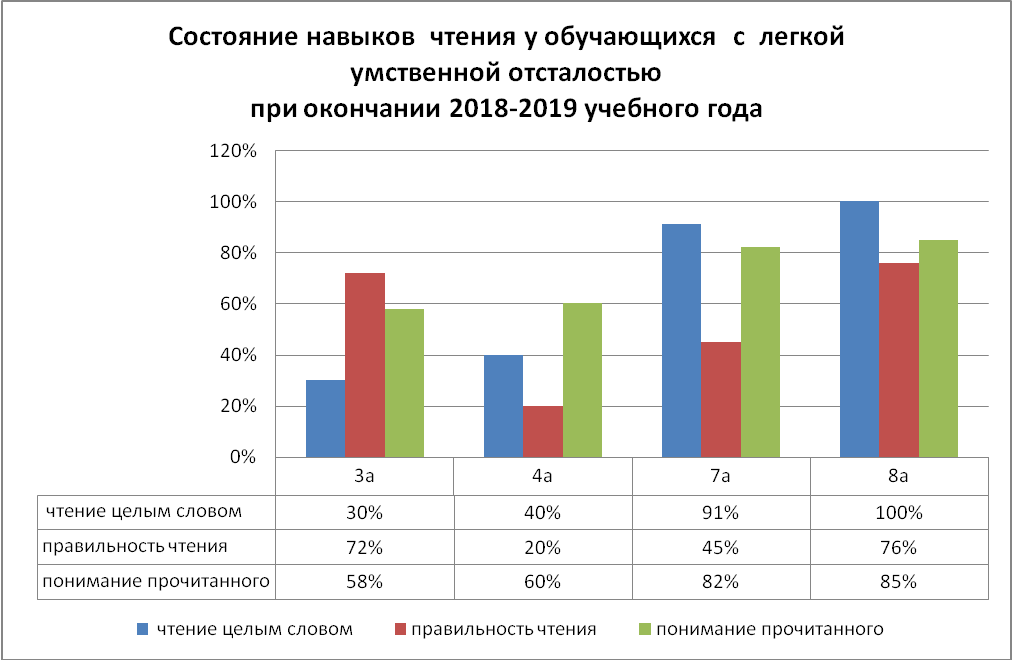 Состояние навыков чтения у обучающихся с легкой
умственной отсталостью
при окончании 2018-2019 учебного года
120%
100%
80%
60%
40%
20%
0%
3а 4а 7а 8а
чтение целым словом 30% 40% 91% 100%
правильность чтения 72% 20% 45% 76%
понимание прочитанного 58% 60% 82% 85%
чтение целым словом правильность чтения понимание прочитанного